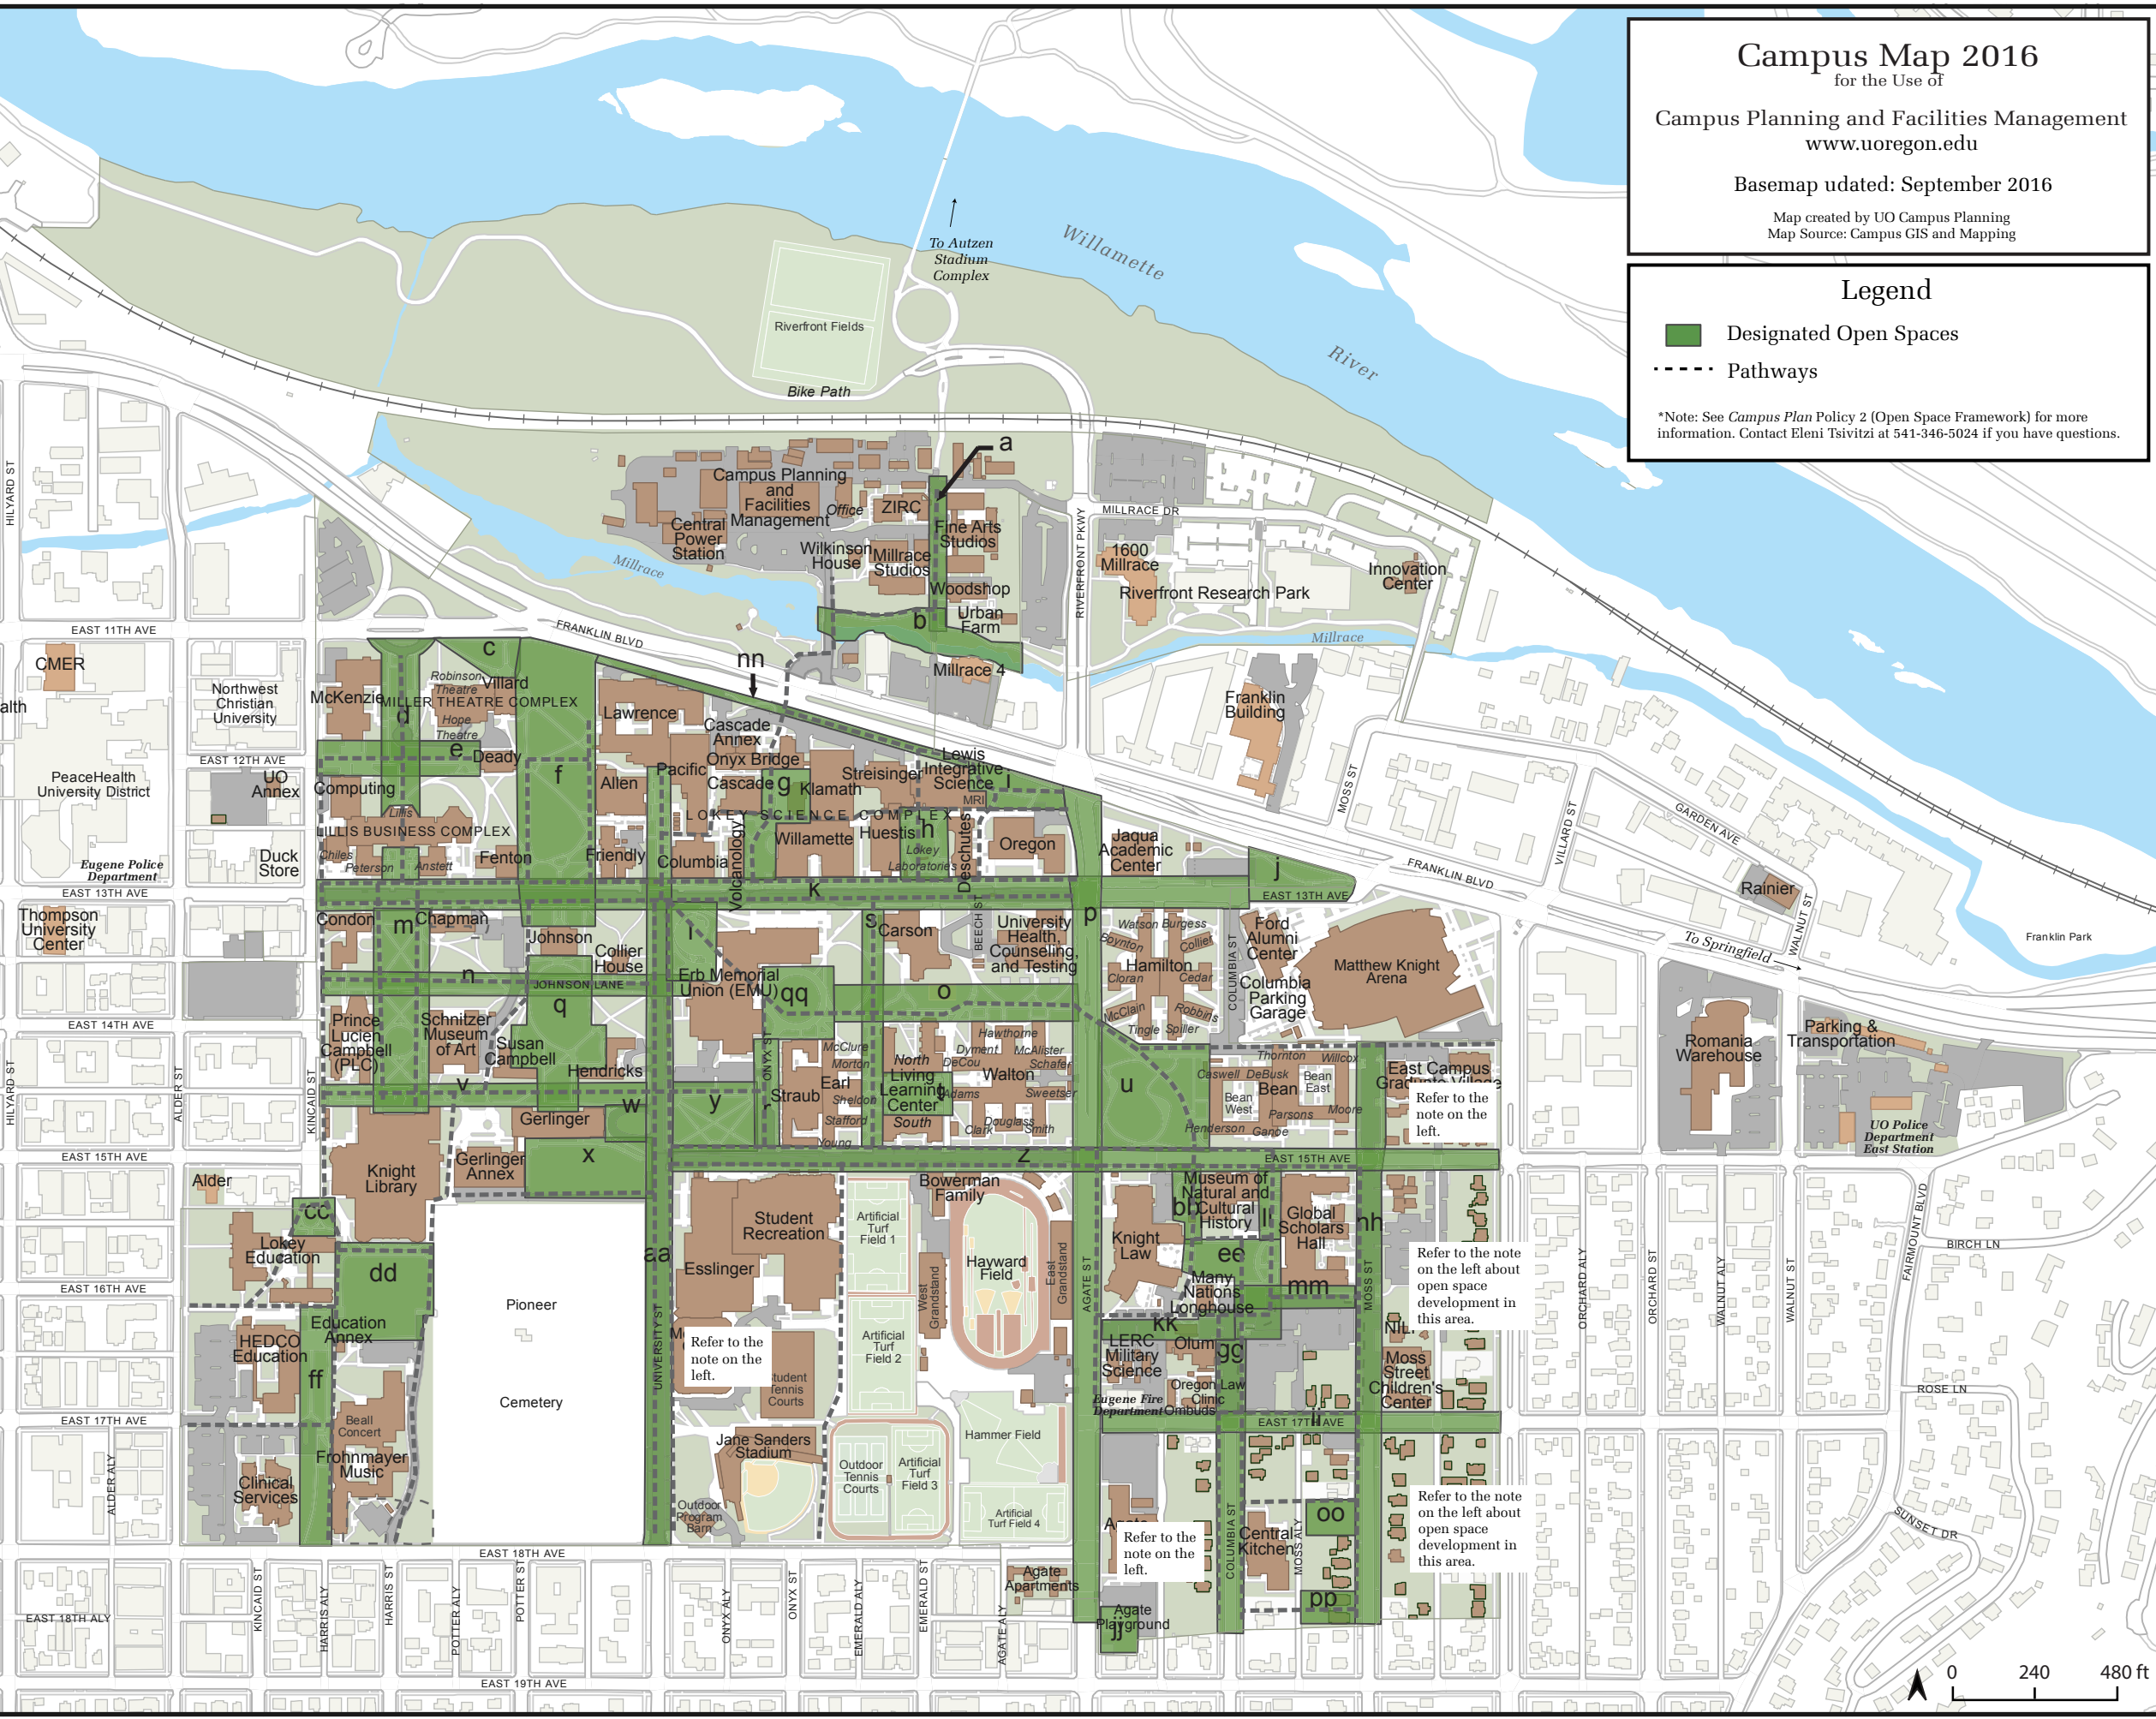 Campus Map 2016
for the Use of
Campus Planning and Facilities Management
www.uoregon.edu
Basemap udated: September 2016
Map created by UO Campus Planning
Map Source: Campus GIS and Mapping
Legend
Designated Open Spaces
Pathways
*Note: See Campus Plan Policy 2 (Open Space Framework) for more
information. Contact Eleni Tsivitzi at 541-346-5024 if you have questions.
To Autzen
Stadium
Complex
Willamette
River
Riverfront Fields
Bike Path
a
Campus Planning
and
Facilities
Management
Office
ZIRC
Central
Power
Station
Fine Arts
Studios
Wilkinson
House
Millrace
Studios
Woodshop
Urban
Farm
b
Millrace
Millrace 4
MILLRACE DR
RIVERFRONT PKWY
1600
Millrace
Riverfront Research Park
Innovation
Center
Millrace
HILYARD ST
EAST 11TH AVE
FRANKLIN BLVD
CMER
alth
Northwest
Christian
University
McKenzie
c
Robinson
Theatre
Villard
MILLER THEATRE COMPLEX
d
Hope
Theatre
e
Deady
nn
Lawrence
Cascade
Annex
Onyx Bridge
Pacific
Cascade
g
Klamath
Streisinger
Lewis
Integrative
Science
i
MRI
Franklin
Building
EAST 12TH AVE
UO
Annex
PeaceHealth
University District
Computing
f
Allen
LOKEY SCIENCE COMPLEX
Lillis
LILLIS BUSINESS COMPLEX
Chiles
Peterson
Anstett
Fenton
Friendly
Columbia
Volcanology
Willamette
Huestis
h
Lokey
Laboratories
Deschutes
Oregon
Jaqua
Academic
Center
j
MOSS ST
VILLARD ST
GARDEN AVE
Eugene Police
Department
Duck
Store
EAST 13TH AVE
k
EAST 13TH AVE
FRANKLIN BLVD
Rainier
WALNUT ST
Franklin Park
To Springfield
Thompson
University
Center
Condon
m
Chapman
Johnson
Collier
House
l
s
Carson
BEECH ST
University
Health,
Counseling,
and Testing
p
Watson
Burgess
Boynton
Collier
Hamilton
Cloran
Cedar
McClain
Robbins
Tingle
Spiller
COLUMBIA ST
Ford
Alumni
Center
Columbia
Parking
Garage
Matthew Knight
Arena
n
JOHNSON LANE
Erb Memorial
Union (EMU)
qq
o
q
EAST 14TH AVE
Prince
Lucien
Campbell
(PLC)
Schnitzer
Museum
of Art
Susan
Campbell
Hendricks
ONYX ST
McClure
Morton
Earl
Straub
Sheldon
Stafford
Young
North
Living
Learning
Center
South
t
Hawthorne
Dyment
McAlister
DeCou
Schafer
Walton
Adams
Sweetser
Douglass
Clark
Smith
u
Thornton
Willcox
Caswell
DeBusk
Bean
Bean
East
Bean
West
Parsons
Moore
Henderson
Ganoe
East Campus
Graduate Village
Refer to the
note on the
left.
Romania
Warehouse
Parking &
Transportation
UO Police
Department
East Station
HILYARD ST
ALDER ST
KINCAID ST
v
w
y
r
Gerlinger
x
z
EAST 15TH AVE
EAST 15TH AVE
Gerlinger
Annex
Knight
Library
Alder
cc
Lokey
Education
dd
aa
Student
Recreation
Esslinger
Artificial
Turf
Field 1
Bowerman
Family
Hayward
Field
West
Grandstand
East
Grandstand
AGATE ST
Knight
Law
Museum of
Natural and
Cultural
History
ll
Global
Scholars
Hall
hh
ee
Many
Nations
Longhouse
mm
MOSS ST
Refer to the note
on the left about
open space
development in
this area.
ORCHARD ALY
ORCHARD ST
WALNUT ALY
WALNUT ST
FAIRMOUNT BLVD
BIRCH LN
EAST 16TH AVE
Pioneer
Cemetery
Education
Annex
HEDCO
Education
ff
UNIVERSITY ST
Refer to the
note on the
left.
Student
Tennis
Courts
Artificial
Turf
Field 2
kk
LERC
Military
Science
Olum
gg
Oregon Law
Clinic
Ombuds
Eugene Fire
Department
Moss
Street
Children's
Center
ROSE LN
EAST 17TH AVE
EAST 17TH AVE
ii
Beall
Concert
Frohnmayer
Music
Clinical
Services
ALDER ALY
Jane Sanders
Stadium
Outdoor
Program
Barn
Outdoor
Tennis
Courts
Artificial
Turf
Field 3
Hammer Field
Artificial
Turf Field 4
Refer to the
note on the
left.
COLUMBIA ST
Central
Kitchen
MOSS ALY
oo
pp
Refer to the note
on the left about
open space
development in
this area.
SUNSET DR
EAST 18TH AVE
Agate
Apartments
Agate
Playground
jj
KINCAID ST
HARRIS ALY
HARRIS ST
POTTER ALY
POTTER ST
ONYX ALY
ONYX ST
EMERALD ALY
EMERALD ST
AGATE ALY
EAST 18TH ALY
EAST 19TH AVE
0 240 480 ft